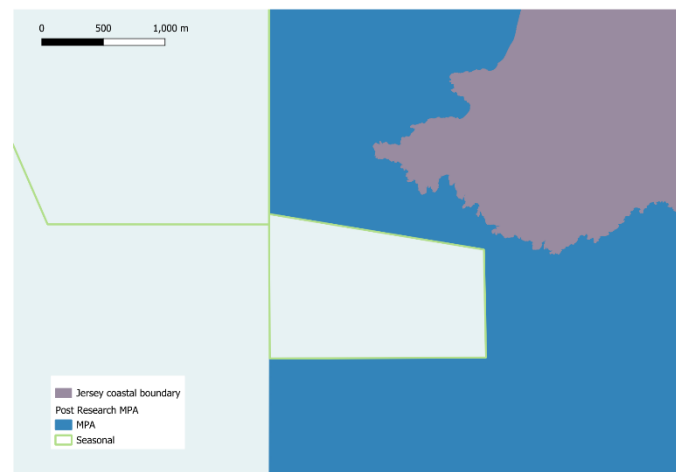 0 500 1,000 m
Jersey coastal boundary
Post Research MPA
MPA
Seasonal